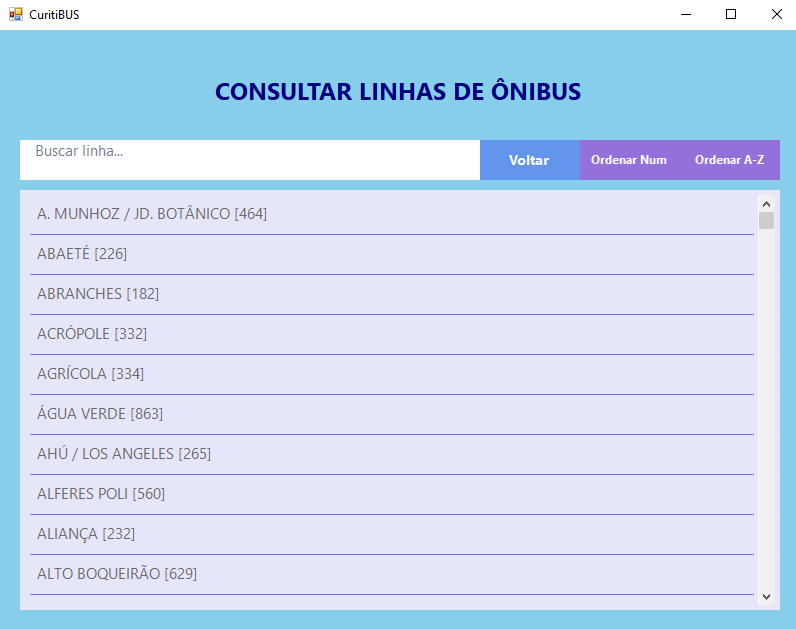 CuritiBUS
CONSULTAR LINHAS DE ÔNIBUS
Buscar linha...
Voltar
Ordenar Num
Ordenar A-Z
A. MUNHOZ / JD. BOTÂNICO [464]
ABAETÉ [226]
ABRANCHES [182]
ACRÓPOLE [332]
AGRÍCOLA [334]
ÁGUA VERDE [863]
AHÚ / LOS ANGELES [265]
ALFERES POLI [560]
ALIANÇA [232]
ALTO BOQUEIRÃO [629]